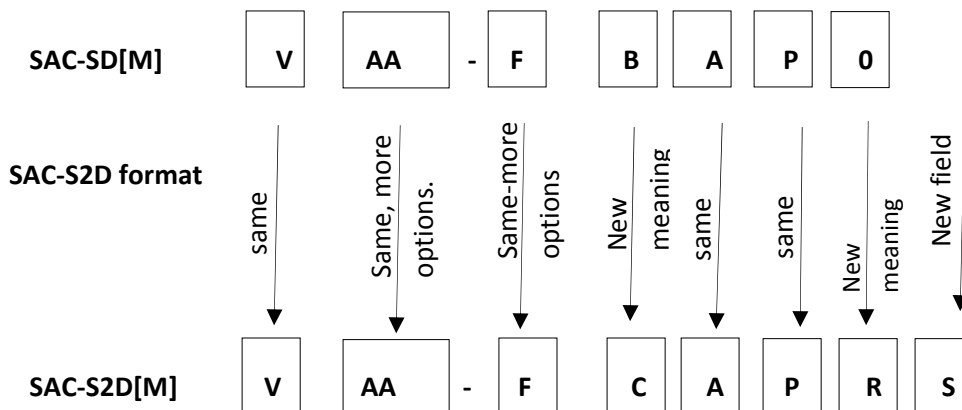 SAC-SD[M] V AA - F B A P 0
SAC-S2D format
same
Same, more
options.
Same-more
options
New
meaning
same
same
New
meaning
New field
SAC-S2D[M] V AA - F C A P R S